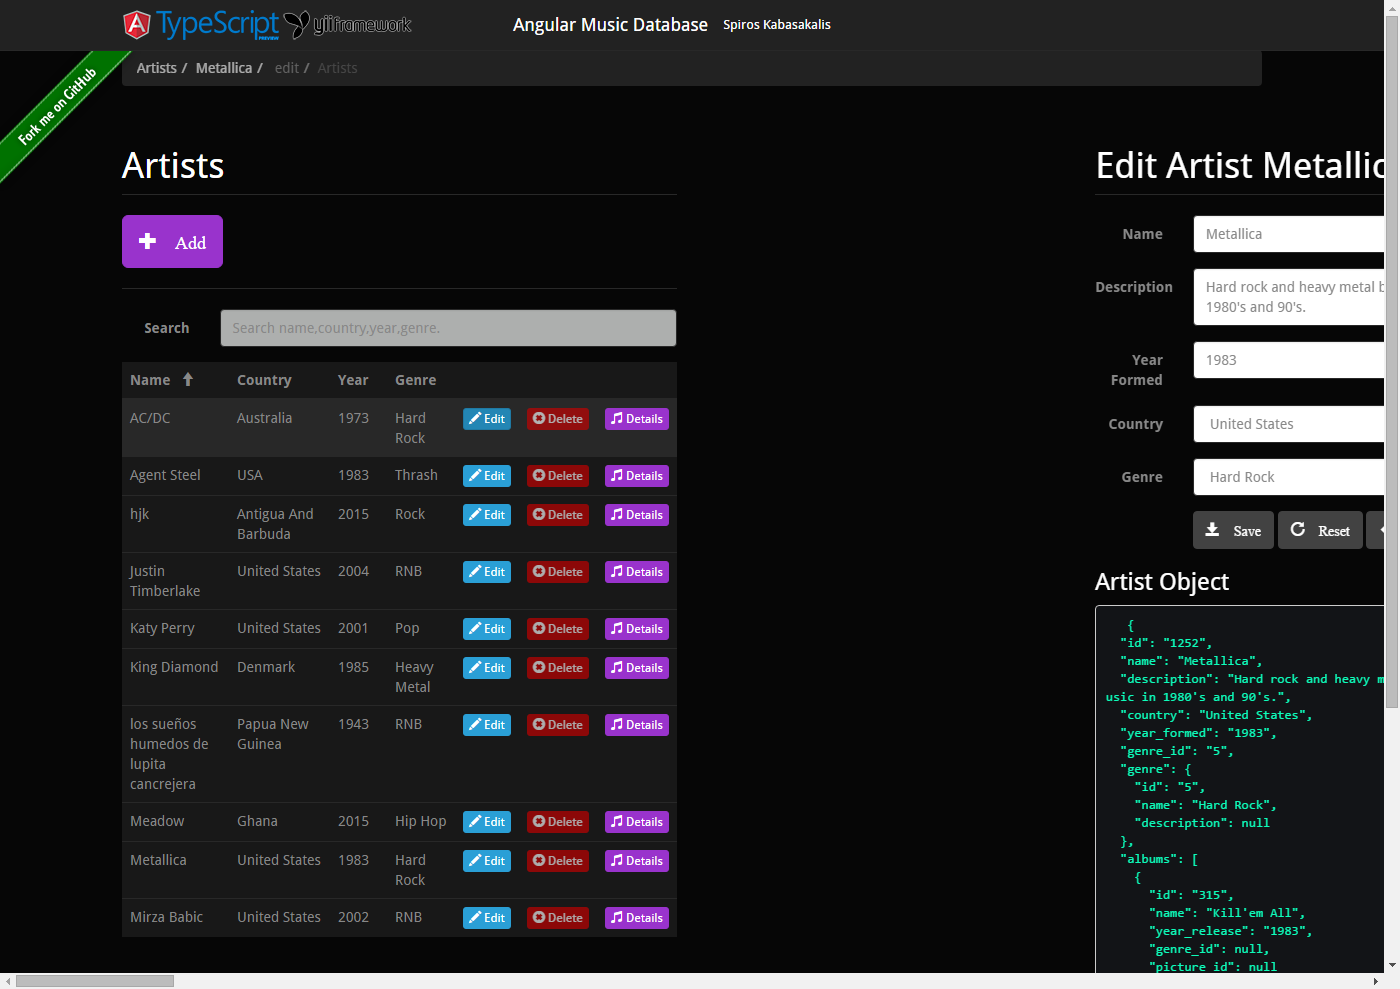 TypeScript
PREVIEW
yiiframework
Angular Music Database
Spiros Kabasakalis
Fork me on GitHub
Artists / Metallica / edit / Artists
Artists
Add
Search
Search name,country,year,genre.
Name Country Year Genre
AC/DC Australia 1973 Hard Rock Edit Delete Details
Agent Steel USA 1983 Thrash Edit Delete Details
hjk Antigua And Barbuda 2015 Rock Edit Delete Details
Justin Timberlake United States 2004 RNB Edit Delete Details
Katy Perry United States 2001 Pop Edit Delete Details
King Diamond Denmark 1985 Heavy Metal Edit Delete Details
los sueños humedos de lupita cancrejera Papua New Guinea 1943 RNB Edit Delete Details
Meadow Ghana 2015 Hip Hop Edit Delete Details
Metallica United States 1983 Hard Rock Edit Delete Details
Mirza Babic United States 2002 RNB Edit Delete Details
Edit Artist Metallic
Name Metallica
Description Hard rock and heavy metal b
1980's and 90's.
Year Formed 1983
Country United States
Genre Hard Rock
Save Reset
Artist Object
{
"id": "1252",
"name": "Metallica",
"description": "Hard rock and heavy m
usic in 1980's and 90's.",
"country": "United States",
"year_formed": "1983",
"genre_id": "5",
"genre": {
"id": "5",
"name": "Hard Rock",
"description": null
},
"albums": [
{
"id": "315",
"name": "Kill'em All",
"year_release": "1983",
"genre_id": null,
"picture_id": null